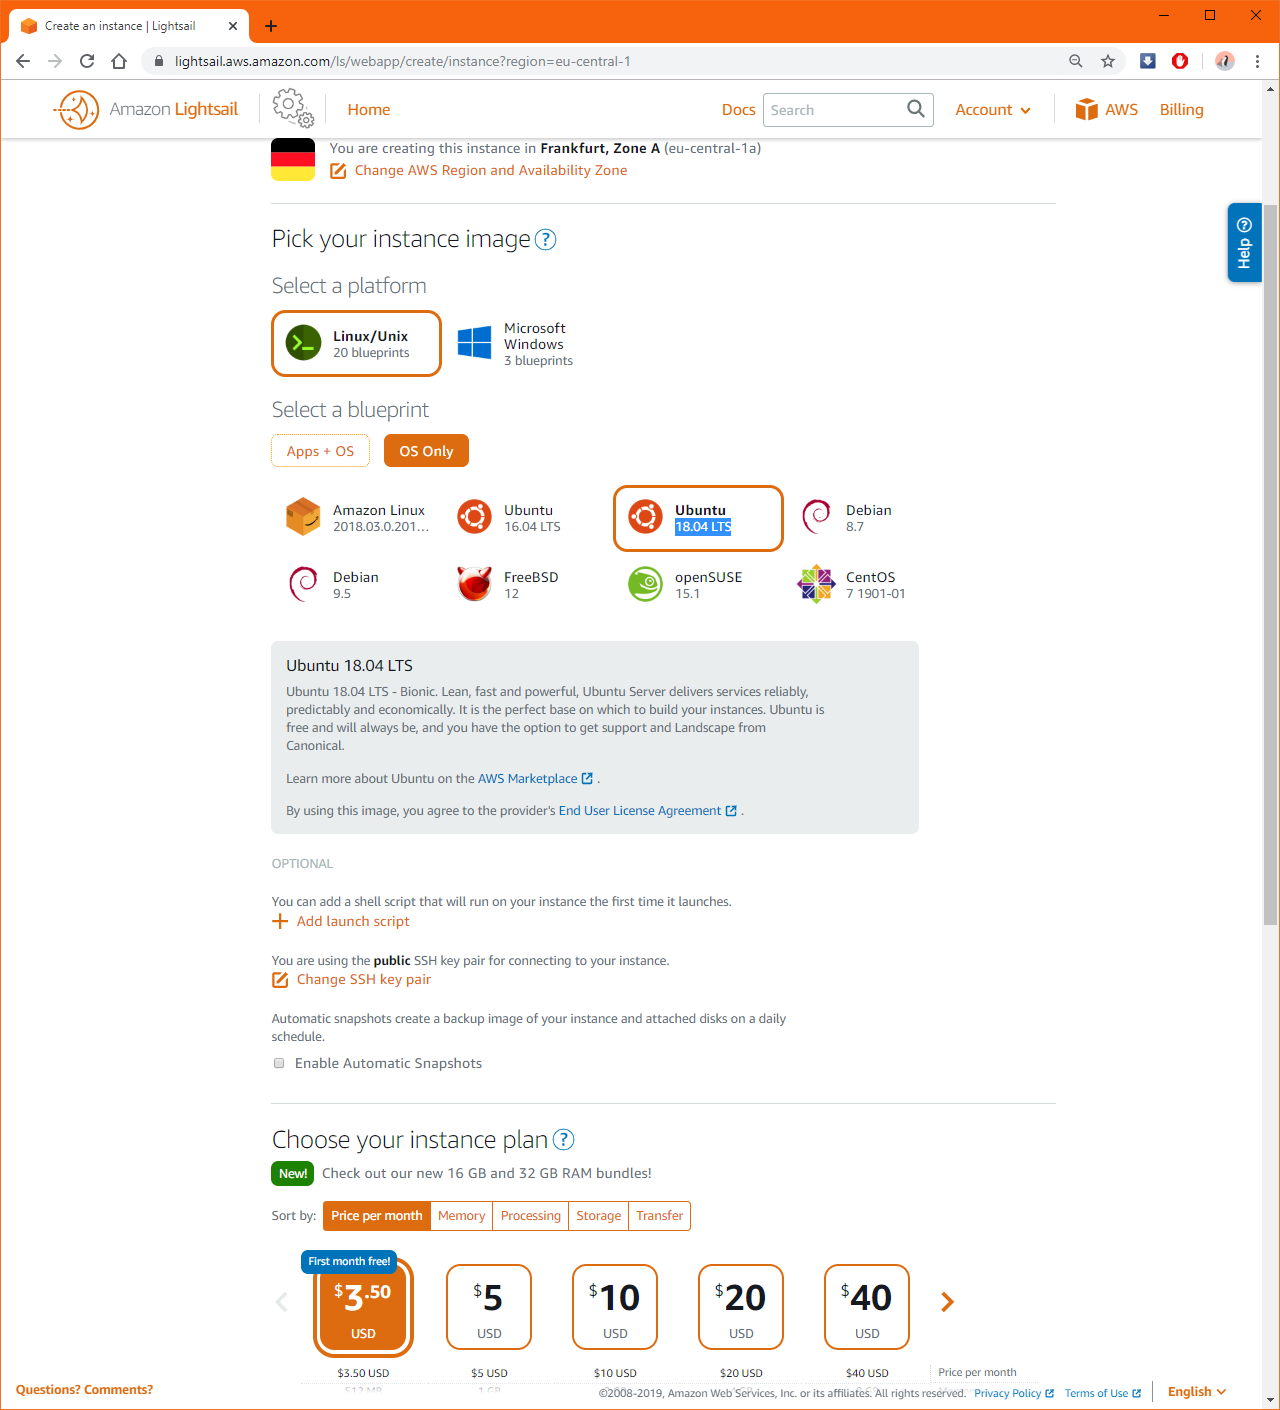 Create an instance | Lightsail
lightsail.aws.amazon.com/ls/webapp/create/instance?region=eu-central-1
Amazon Lightsail
Home
Docs
Search
Account
AWS
Billing
You are creating this instance in Frankfurt, Zone A (eu-central-1a)
Change AWS Region and Availability Zone
Help
Pick your instance image
Select a platform
Linux/Unix
20 blueprints
Microsoft
Windows
3 blueprints
Select a blueprint
Apps + OS
OS Only
Amazon Linux
2018.03.0.201...
Ubuntu
16.04 LTS
Ubuntu
18.04 LTS
Debian
8.7
Debian
9.5
FreeBSD
12
openSUSE
15.1
CentOS
7 1901-01
Ubuntu 18.04 LTS
Ubuntu 18.04 LTS - Bionic. Lean, fast and powerful, Ubuntu Server delivers services reliably,
predictably and economically. It is the perfect base on which to build your instances. Ubuntu is
free and will always be, and you have the option to get support and Landscape from
Canonical.
Learn more about Ubuntu on the AWS Marketplace .
By using this image, you agree to the provider's End User License Agreement .
OPTIONAL
You can add a shell script that will run on your instance the first time it launches.
Add launch script
You are using the public SSH key pair for connecting to your instance.
Change SSH key pair
Automatic snapshots create a backup image of your instance and attached disks on a daily
schedule.
Enable Automatic Snapshots
Choose your instance plan
New! Check out our new 16 GB and 32 GB RAM bundles!
Sort by: Price per month Memory Processing Storage Transfer
First month free!
$3.50
USD
$5
USD
$10
USD
$20
USD
$40
USD
$3.50 USD
$5 USD
$10 USD
$20 USD
$40 USD
Price per month
Questions? Comments?
©2008-2019, Amazon Web Services, Inc. or its affiliates. All rights reserved.
Privacy Policy
Terms of Use
English